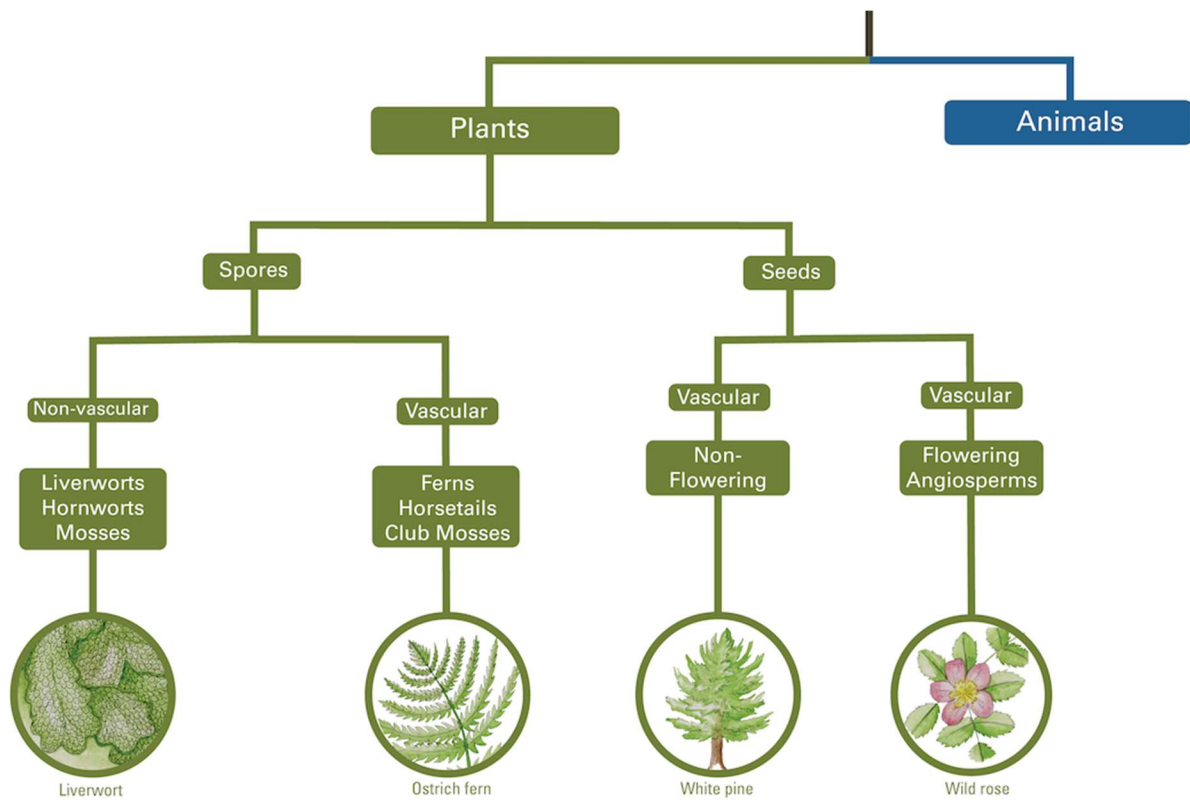 Plants
Animals
Spores
Seeds
Non-vascular
Vascular
Vascular
Vascular
Liverworts
Hornworts
Mosses
Ferns
Horsetails
Club Mosses
Non-
Flowering
Flowering
Angiosperms
Liverwort
Ostrich fern
White pine
Wild rose